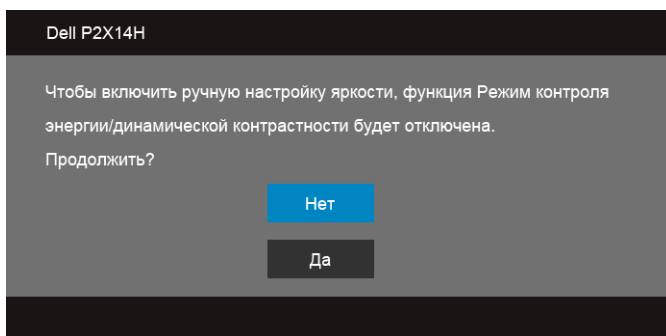 Dell P2X14H
Чтобы включить ручную настройку яркости, функция Режим контроля
энергии/динамической контрастности будет отключена.
Продолжить?
Нет
Да